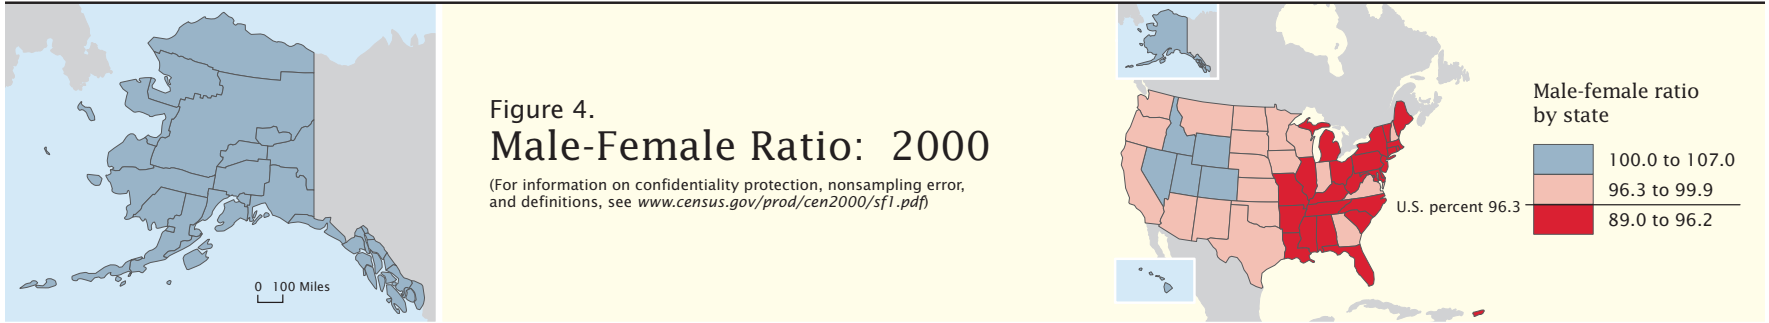 Figure 4.
Male-Female Ratio: 2000
(For information on confidentiality protection, nonsampling error,
and definitions, see www.census.gov/prod/cen2000/sf1.pdf)
0 100 Miles
Male-female ratio
by state
100.0 to 107.0
96.3 to 99.9
U.S. percent 96.3
89.0 to 96.2